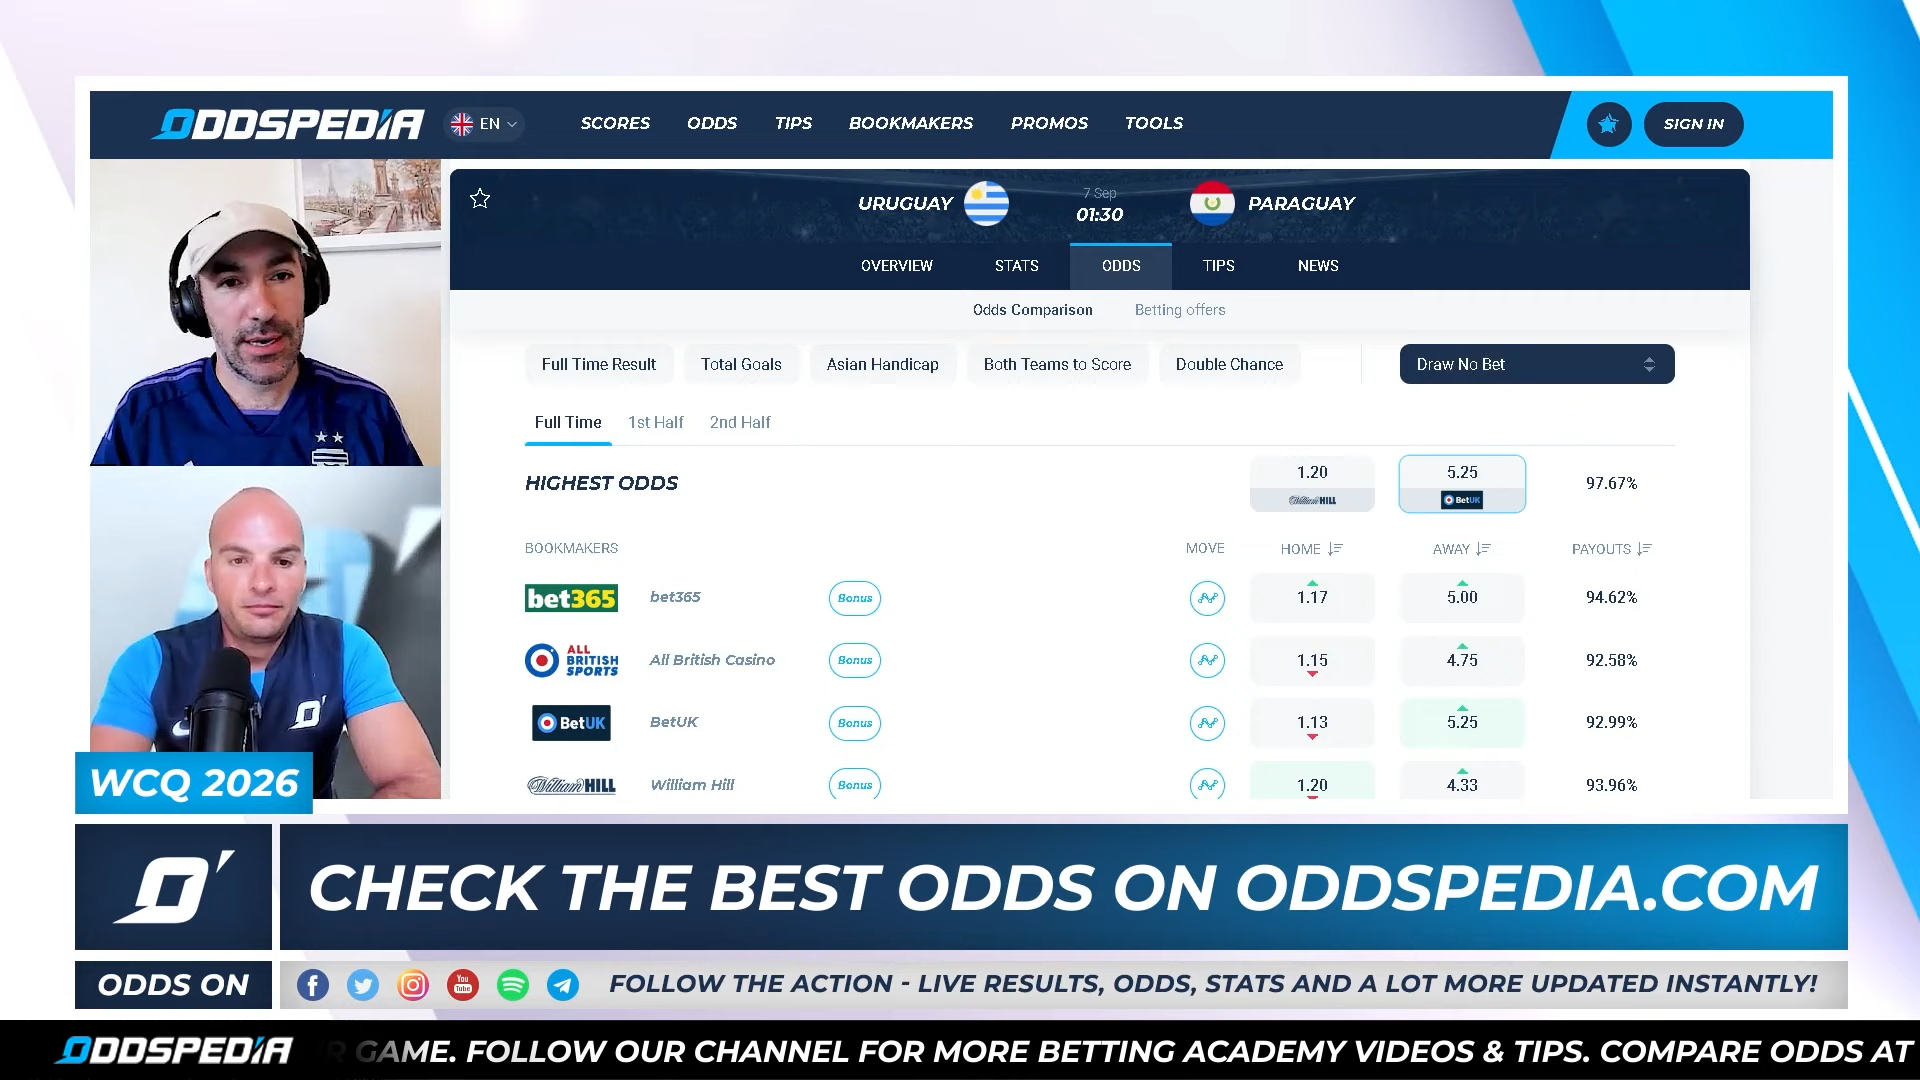 ODDSPEDIA
EN
SCORES ODDS TIPS BOOKMAKERS PROMOS TOOLS
SIGN IN
URUGUAY
7 Sep
01:30
PARAGUAY
OVERVIEW STATS ODDS TIPS NEWS
Odds Comparison Betting offers
Full Time Result Total Goals Asian Handicap Both Teams to Score Double Chance Draw No Bet
Full Time 1st Half 2nd Half
HIGHEST ODDS 1.20 5.25 97.67%
William HILL BetUK
BOOKMAKERS MOVE HOME AWAY PAYOUTS
bet365 bet365 Bonus 1.17 5.00 94.62%
ALL BRITISH SPORTS All British Casino Bonus 1.15 4.75 92.58%
BetUK BetUK Bonus 1.13 5.25 92.99%
William HILL William Hill Bonus 1.20 4.33 93.96%
WCQ 2026
CHECK THE BEST ODDS ON ODDSPEDIA.COM
ODDS ON
You Tube
FOLLOW THE ACTION - LIVE RESULTS, ODDS, STATS AND A LOT MORE UPDATED INSTANTLY!
ODDSPEDIA
R GAME. FOLLOW OUR CHANNEL FOR MORE BETTING ACADEMY VIDEOS & TIPS. COMPARE ODDS AT